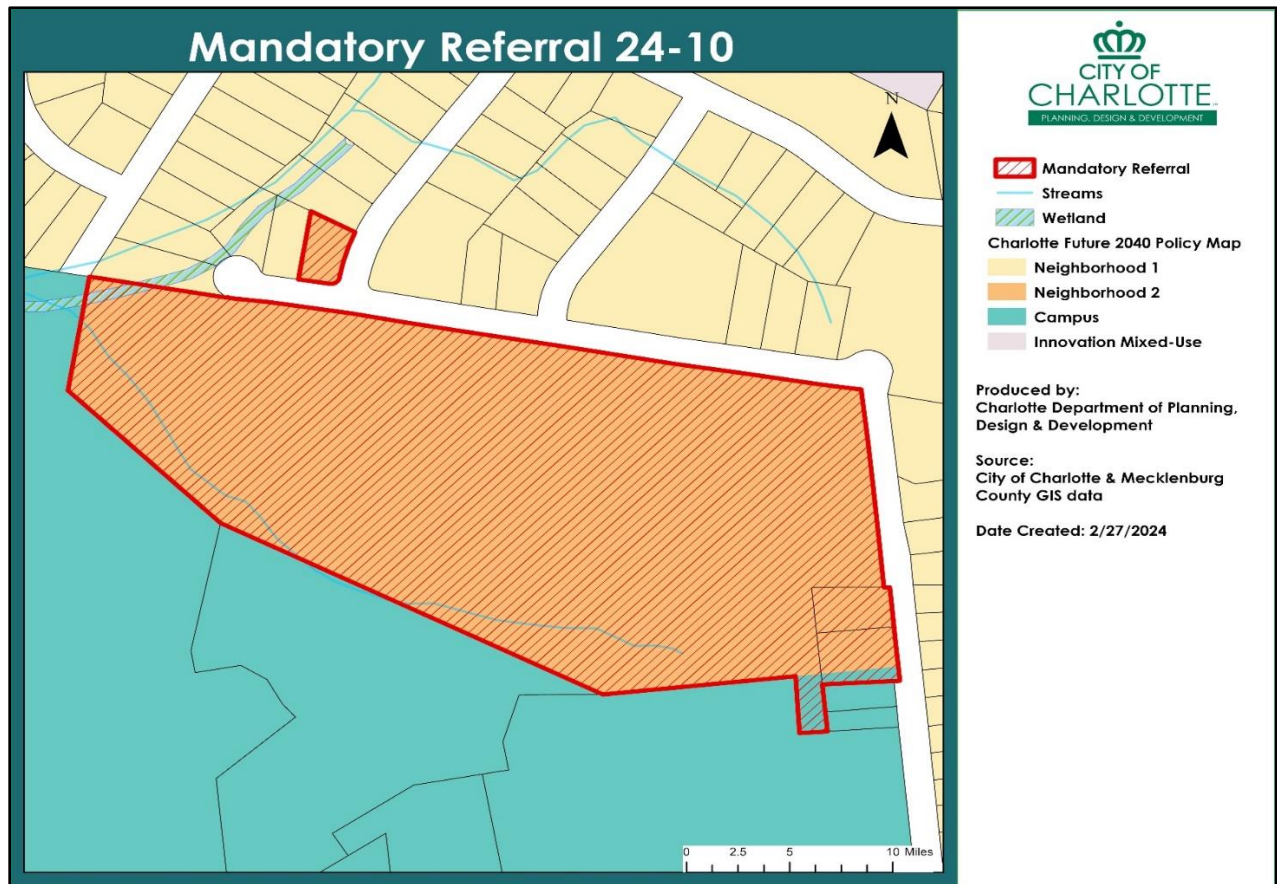 Mandatory Referral 24-10
N
0 2.5 5 10 Miles
CITY OF
CHARLOTTE
PLANNING, DESIGN & DEVELOPMENT
Mandatory Referral
Streams
Wetland
Charlotte Future 2040 Policy Map
Neighborhood 1
Neighborhood 2
Campus
Innovation Mixed-Use
Produced by:
Charlotte Department of Planning,
Design & Development
Source:
City of Charlotte & Mecklenburg
County GIS data
Date Created: 2/27/2024